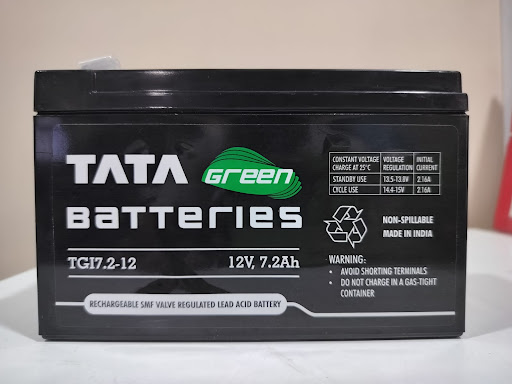 TATA Green
BATTERIES
TGI7.2-12 12V, 7.2Ah
RECHARGEABLE SMF VALVE REGULATED LEAD ACID BATTERY
CONSTANT VOLTAGE CHARGE AT 25°C VOLTAGE REGULATION INITIAL CURRENT
STANDBY USE 13.5-13.8V 2.16A
CYCLE USE 14.4-15V 2.16A
NON-SPILLABLE
MADE IN INDIA
WARNING:
• AVOID SHORTING TERMINALS
• DO NOT CHARGE IN A GAS-TIGHT
CONTAINER